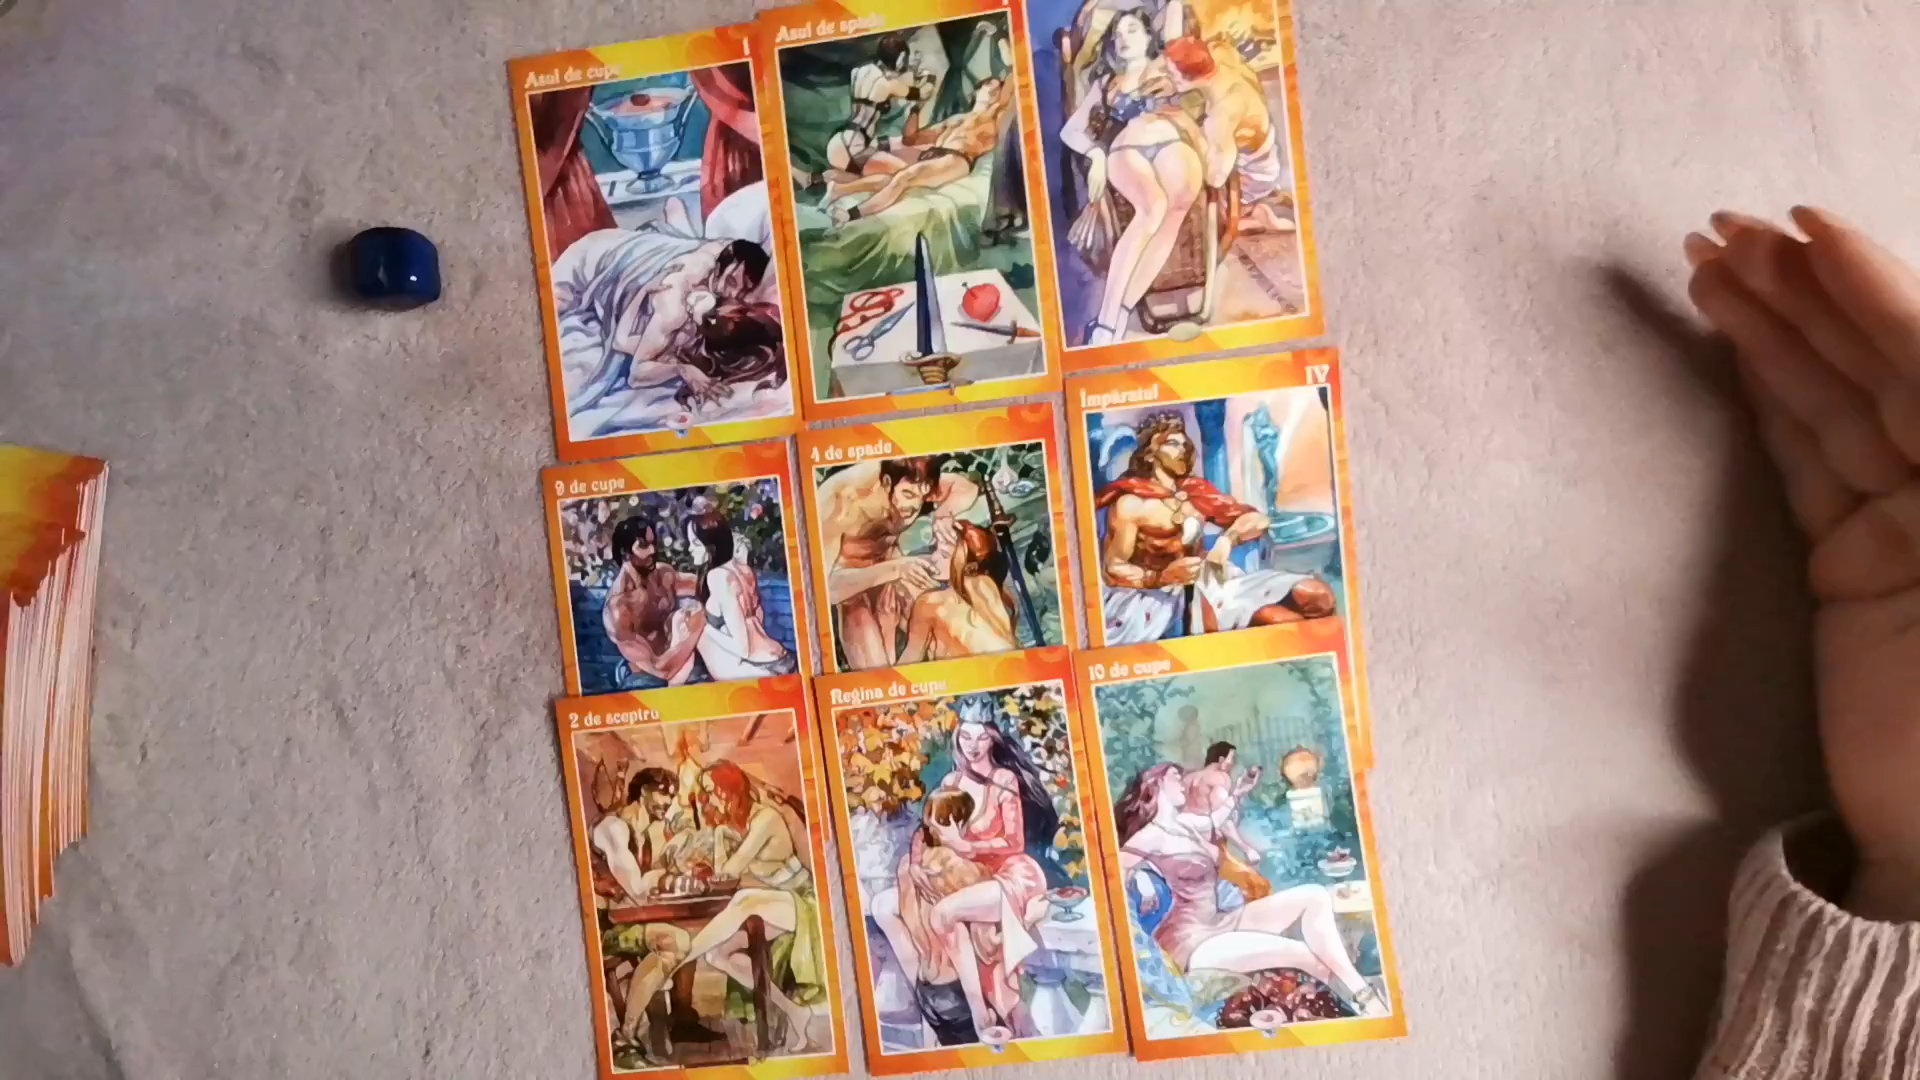 Asul de cupe
I
Asul de spade
Împăratul
IV
9 de cupe
4 de spade
2 de sceptru
Regina de cupe
10 de cupe